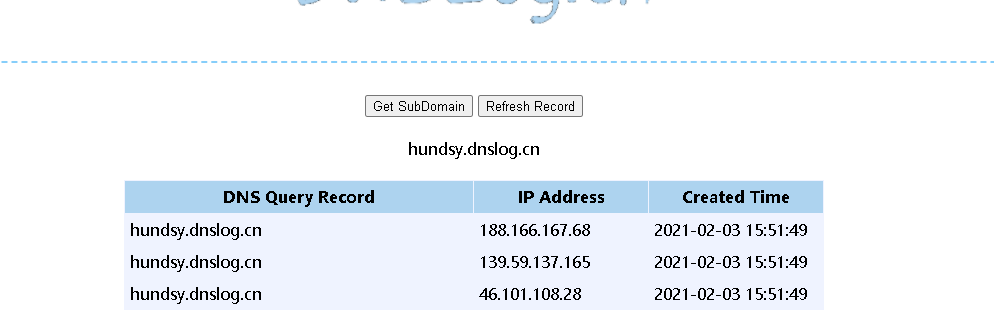 Get SubDomain Refresh Record
hundsy.dnslog.cn
DNS Query Record IP Address Created Time
hundsy.dnslog.cn 188.166.167.68 2021-02-03 15:51:49
hundsy.dnslog.cn 139.59.137.165 2021-02-03 15:51:49
hundsy.dnslog.cn 46.101.108.28 2021-02-03 15:51:49